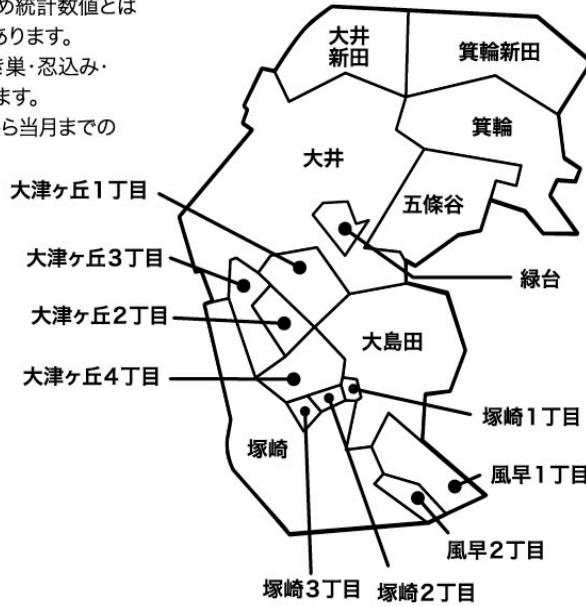 め統計数値とは
あります。
き巣・忍込み・
ます。
ら当月までの
大井
新田
箕輪新田
箕輪
大井
五條谷
大津ヶ丘1丁目
大津ヶ丘3丁目
緑台
大津ヶ丘2丁目
大島田
大津ヶ丘4丁目
塚崎1丁目
塚崎
風早1丁目
風早2丁目
塚崎3丁目
塚崎2丁目